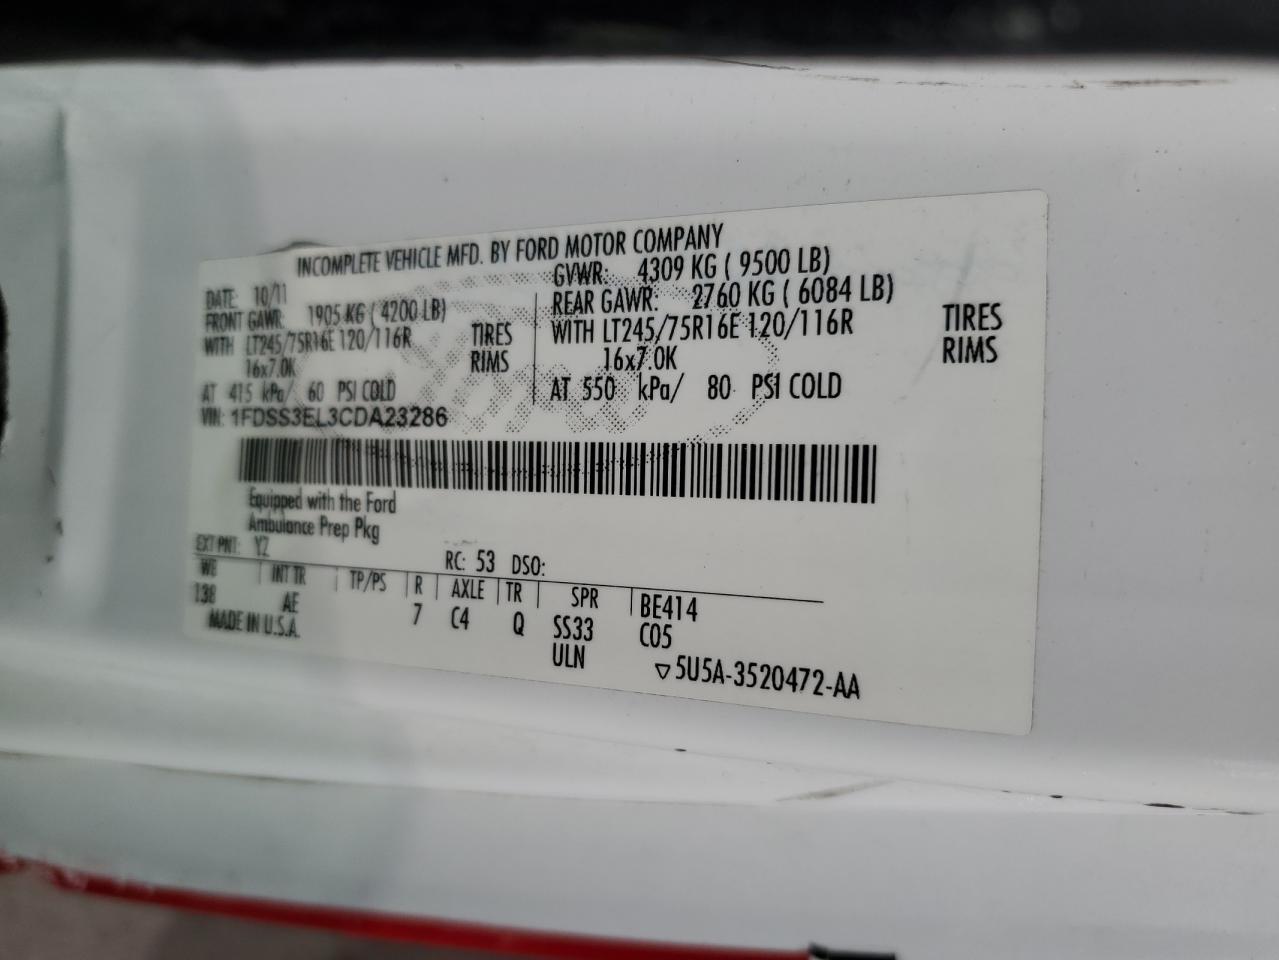 INCOMPLETE VEHICLE MFD. BY FORD MOTOR COMPANY
DATE: 10/11
GVWR: 4309 KG ( 9500 LB)
FRONT GAWR: 1905 KG ( 4200 LB)
REAR GAWR: 2760 KG ( 6084 LB)
WITH LT245/75R16E 120/116R TIRES
WITH LT245/75R16E 120/116R TIRES
16x7.0K RIMS
16x7.0K RIMS
AT 415 kPa/ 60 PSI COLD
AT 550 kPa/ 80 PSI COLD
VIN: 1FDSS3EL3CDA23286
Equipped with the Ford
Ambulance Prep Pkg
EXT PNT: YZ RC: 53 DSO:
WB INT TR TP/PS R AXLE TR SPR BE414
138 AE 7 C4 Q SS33 C05
MADE IN U.S.A. ULN
▽5U5A-3520472-AA